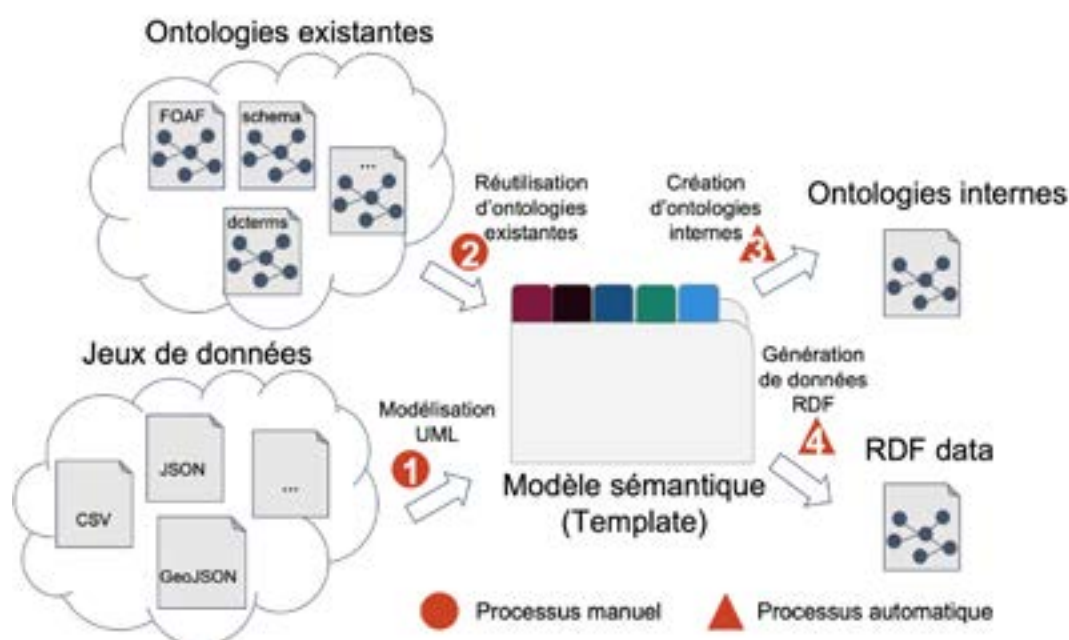 Ontologies existantes
FOAF
schema
...
dcterms
Réutilisation
d'ontologies
existantes
2
Création
d'ontologies
internes
3
Ontologies internes
Jeux de données
CSV
JSON
...
GeoJSON
Modélisation
UML
1
Modèle sémantique
(Template)
Génération
de données
RDF
4
RDF data
Processus manuel
Processus automatique